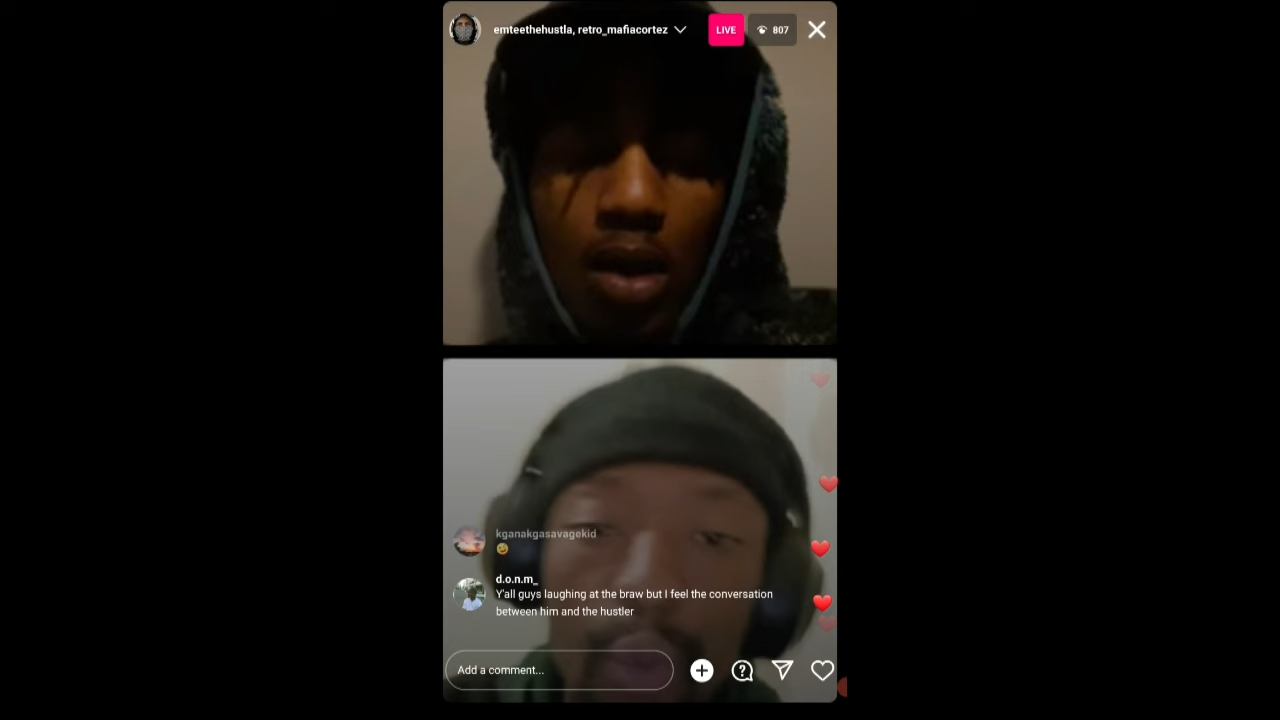 emteethehustla, retro_mafiacortez
LIVE
807
kganakgasavagekid
d.o.n.m_
Y'all guys laughing at the braw but I feel the conversation
between him and the hustler
Add a comment...